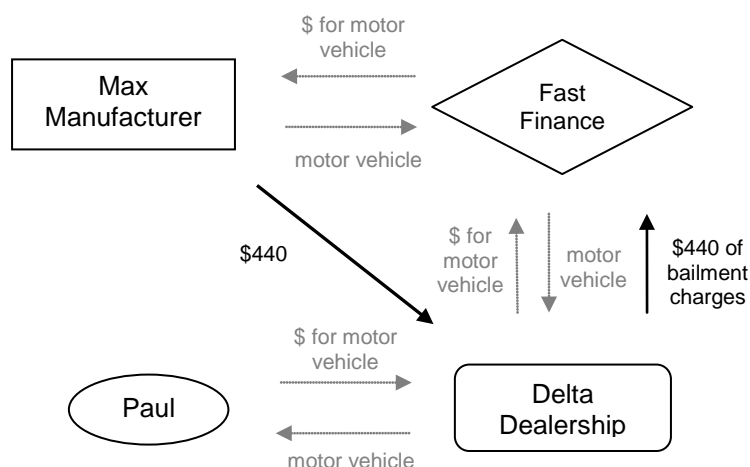 $ for motor
vehicle
Max
Manufacturer
Fast
Finance
motor vehicle
$440
$ for
motor
vehicle
motor
vehicle
$440 of
bailment
charges
$ for motor
vehicle
Paul
Delta
Dealership
motor vehicle